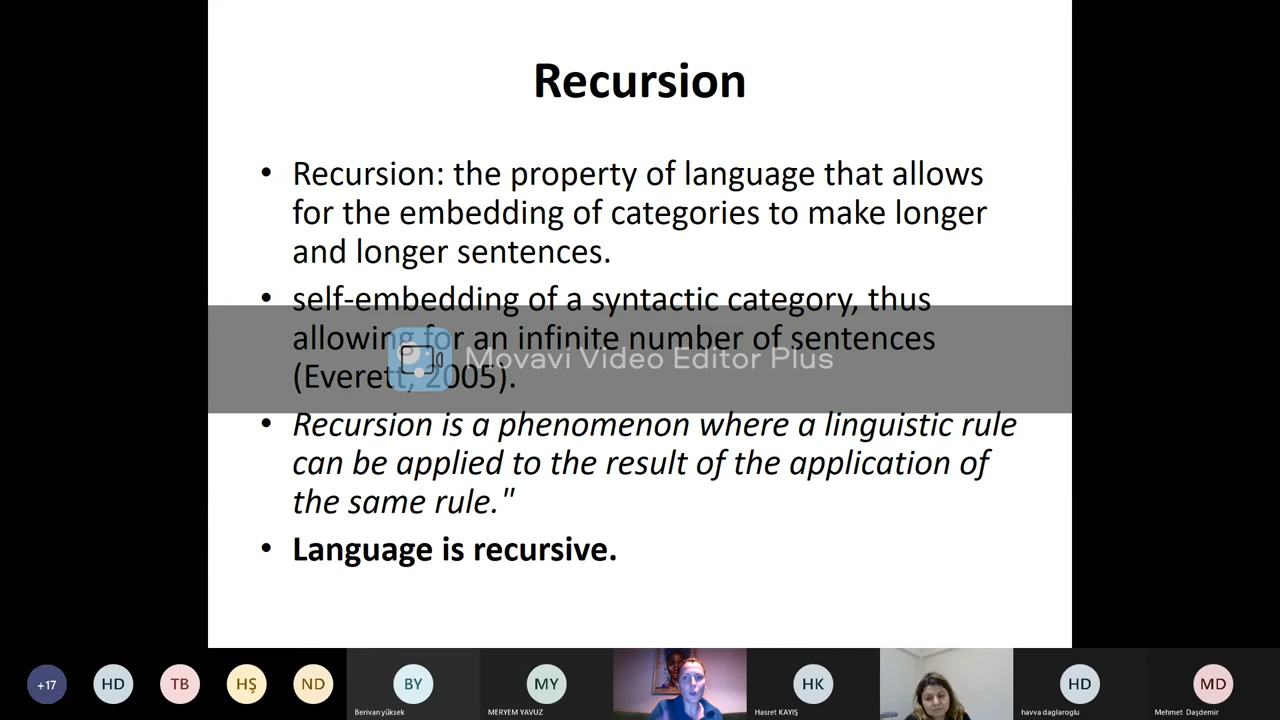 Recursion
• Recursion: the property of language that allows
for the embedding of categories to make longer
and longer sentences.
• self-embedding of a syntactic category, thus
allowing for an infinite number of sentences
(Everett, 2005).
Movavi Video Editor Plus
• Recursion is a phenomenon where a linguistic rule
can be applied to the result of the application of
the same rule."
• Language is recursive.
+17 HD TB HŞ ND BY MY HK HD MD
Berivan yüksek MERYEM YAVUZ Hasret KAYIŞ havva daglaroglu Mehmet Daşdemir